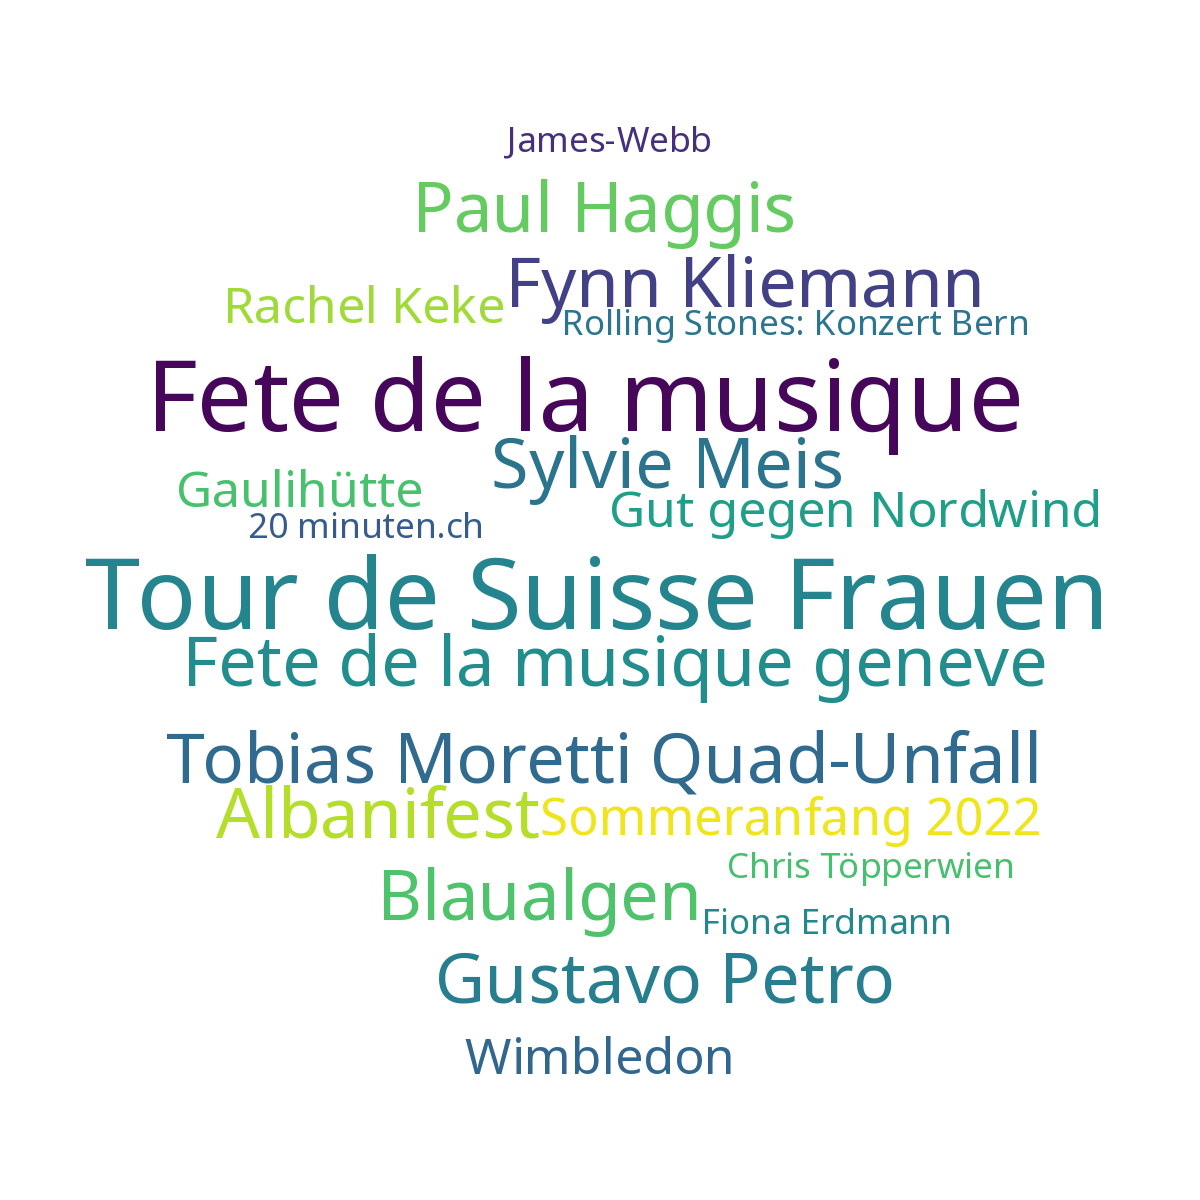 James-Webb
Paul Haggis
Fynn Kliemann
Rachel Keke
Rolling Stones: Konzert Bern
Fete de la musique
Sylvie Meis
Gaulihütte
Gut gegen Nordwind
20 minuten.ch
Tour de Suisse Frauen
Fete de la musique geneve
Tobias Moretti Quad-Unfall
Albanifest
Sommeranfang 2022
Chris Töpperwien
Blaualgen
Fiona Erdmann
Gustavo Petro
Wimbledon